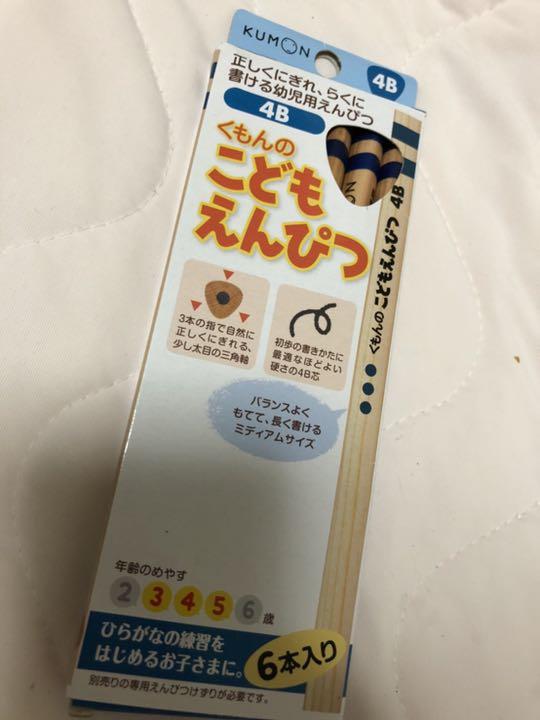 KUMON
4B
正しくにぎれ、らくに
書ける幼児用えんぴつ
4B
くもんの
こども
えんぴつ
くもんの こどもえんぴつ 4B
3本の指で自然に
正しくにぎれる、
少し太目の三角軸
初歩の書きかたに
最適なほどよい
硬さの4B芯
バランスよく
もてて、長く書ける
ミディアムサイズ
年齢のめやす
2 3 4 5 6 歳
ひらがなの練習を
はじめるお子さまに。
6本入り
別売りの専用えんぴつけずりが必要です。